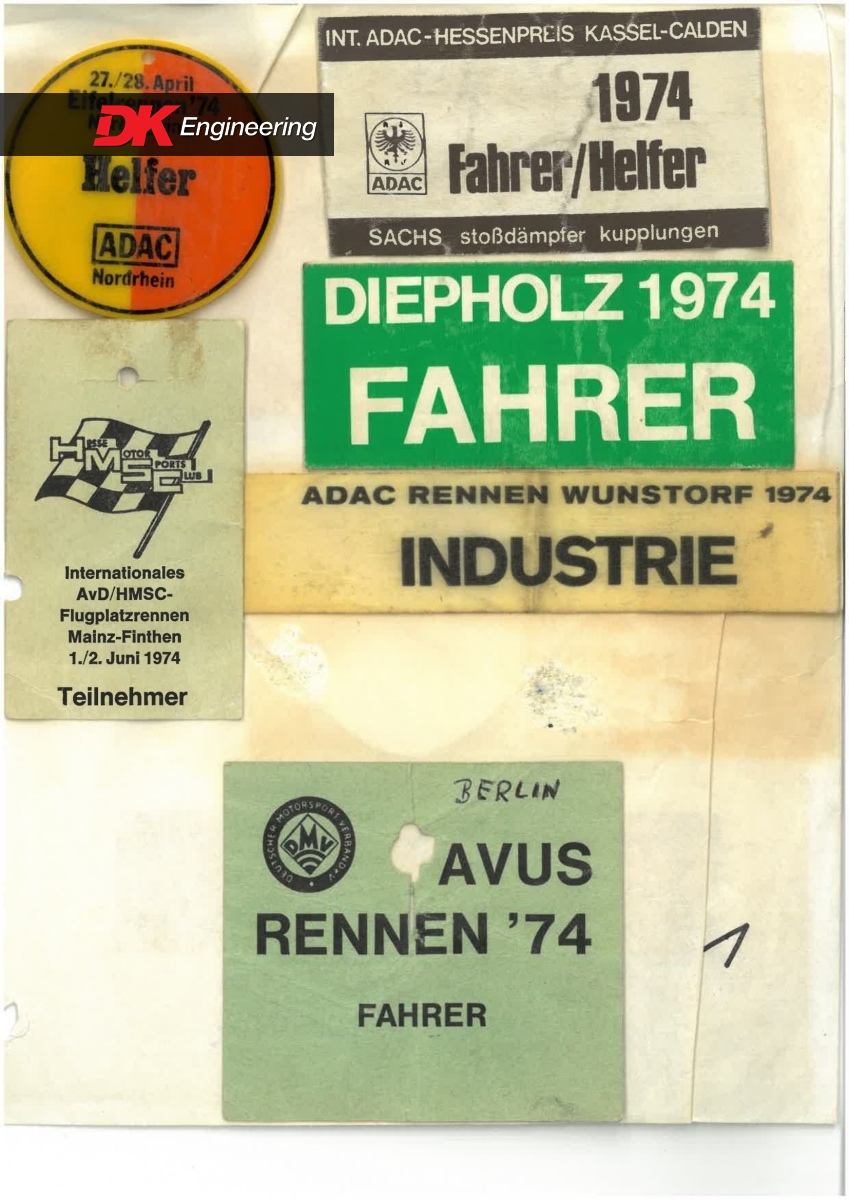 27./28. April
Eifelrennen '74
DK Engineering
Helfer
ADAC
Nordrhein
INT. ADAC-HESSENPREIS KASSEL-CALDEN
1974
ADAC
Fahrer/Helfer
SACHS stoßdämpfer kupplungen
DIEPHOLZ 1974
FAHRER
HESSE
MOTOR
SPORTS
CLUB
Internationales
AvD/HMSC-
Flugplatzrennen
Mainz-Finthen
1./2. Juni 1974
Teilnehmer
ADAC RENNEN WUNSTORF 1974
INDUSTRIE
BERLIN
DEUTSCHER MOTORSPORT VERBAND e.V.
DMV
AVUS
RENNEN '74
FAHRER
1